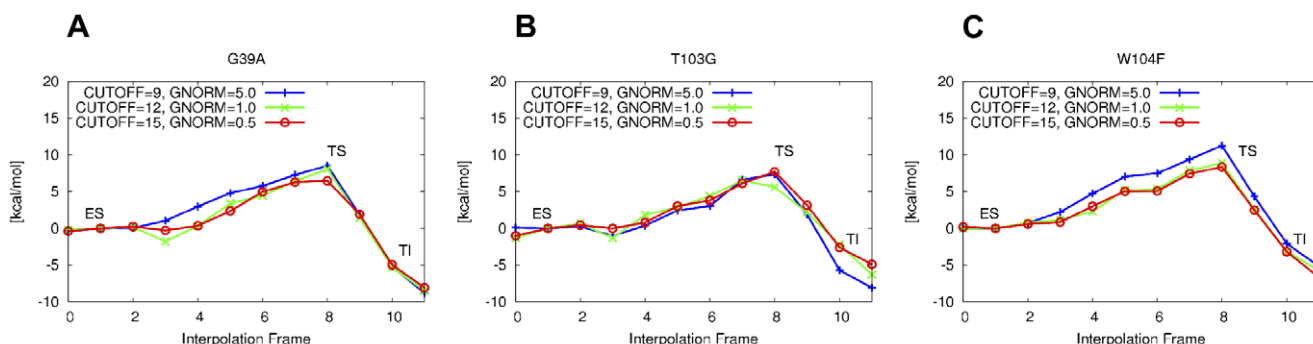 A
G39A
CUTOFF=9, GNORM=5.0
CUTOFF=12, GNORM=1.0
CUTOFF=15, GNORM=0.5
20
15
10
5
0
-5
-10
[kcal/mol]
ES
TS
TI
0 2 4 6 8 10
Interpolation Frame
B
T103G
CUTOFF=9, GNORM=5.0
CUTOFF=12, GNORM=1.0
CUTOFF=15, GNORM=0.5
20
15
10
5
0
-5
-10
[kcal/mol]
ES
TS
TI
0 2 4 6 8 10
Interpolation Frame
C
W104F
CUTOFF=9, GNORM=5.0
CUTOFF=12, GNORM=1.0
CUTOFF=15, GNORM=0.5
20
15
10
5
0
-5
-10
[kcal/mol]
ES
TS
TI
0 2 4 6 8 10
Interpolation Frame